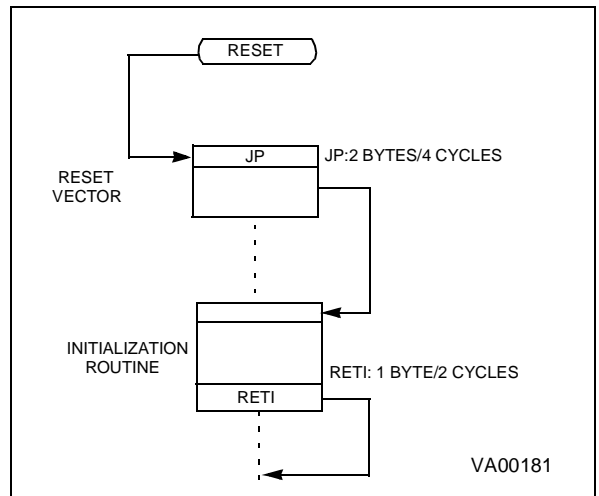 RESET
JP
JP:2 BYTES/4 CYCLES
RESET
VECTOR
INITIALIZATION
ROUTINE
RETI: 1 BYTE/2 CYCLES
RETI
VA00181